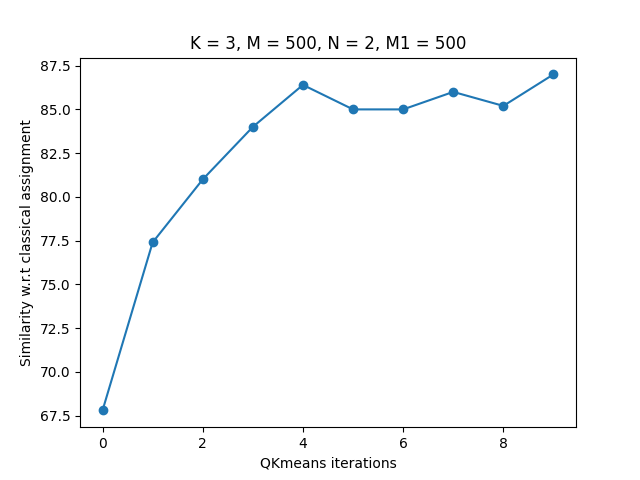 K = 3, M = 500, N = 2, M1 = 500
Similarity w.r.t classical assignment
87.5
85.0
82.5
80.0
77.5
75.0
72.5
70.0
67.5
0 2 4 6 8
QKmeans iterations